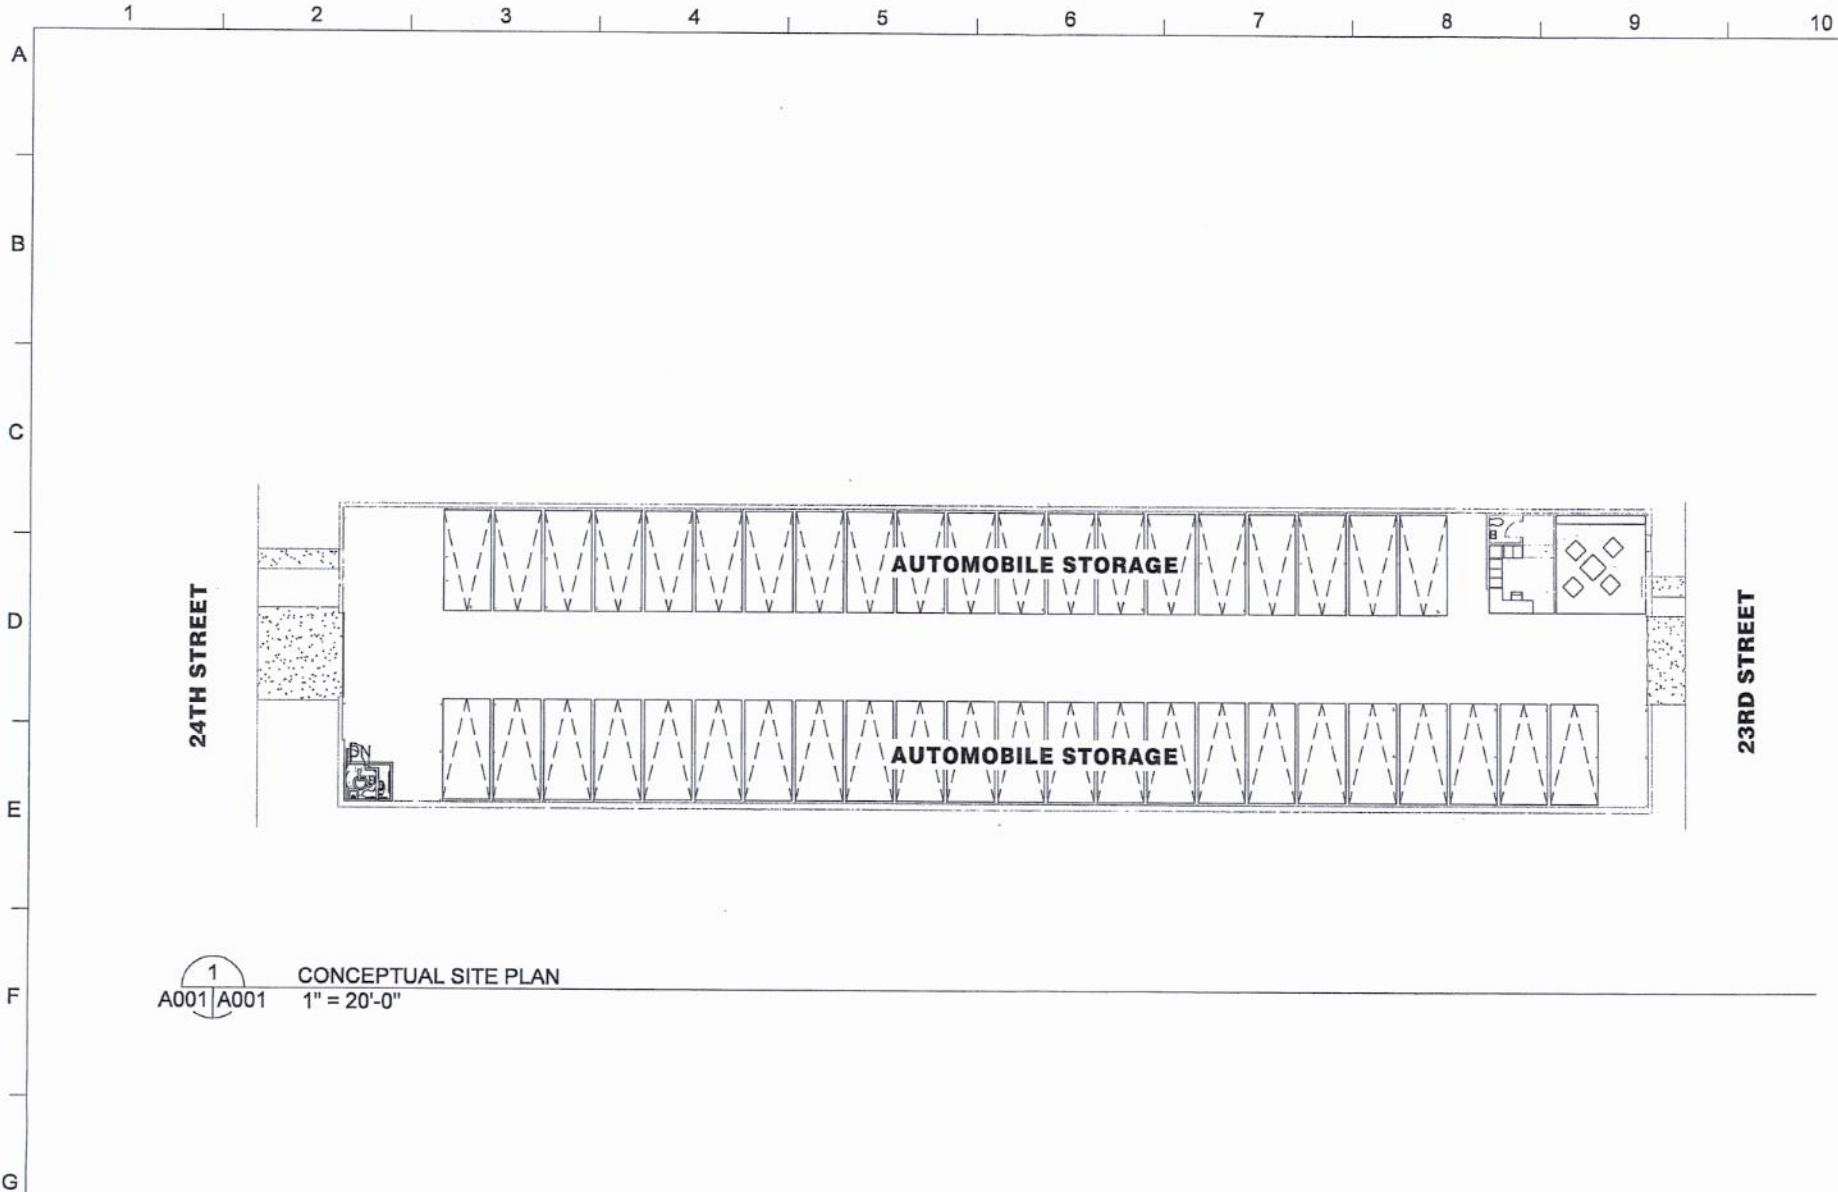 1 2 3 4 5 6 7 8 9 10
A
B
C
D
E
F
G
AUTOMOBILE STORAGE
24TH STREET
23RD STREET
DN
AUTOMOBILE STORAGE
1
CONCEPTUAL SITE PLAN
A001 A001
1" = 20'-0"